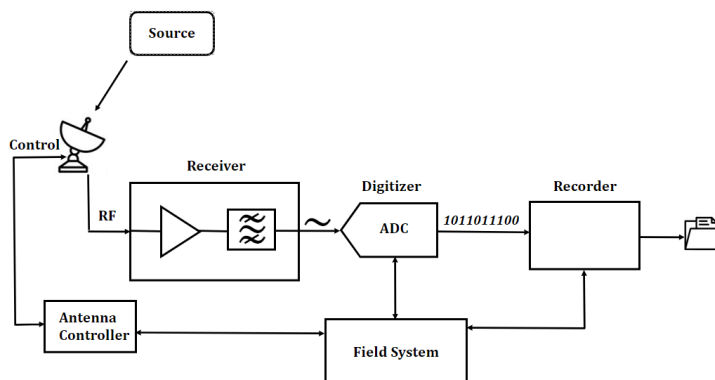 Source
Control
Receiver
Digitizer
Recorder
RF
ADC
1011011100
Antenna
Controller
Field System